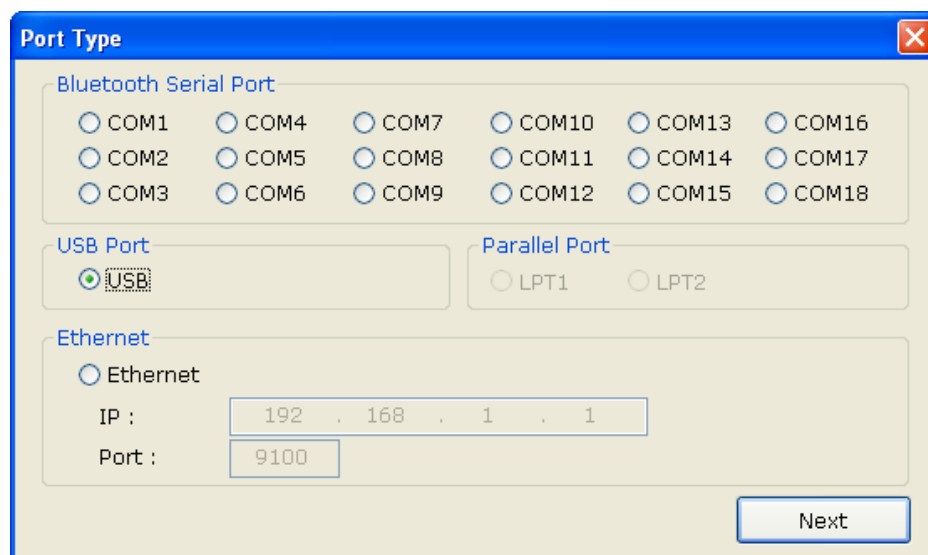 Port Type
Bluetooth Serial Port
COM1 COM4 COM7 COM10 COM13 COM16
COM2 COM5 COM8 COM11 COM14 COM17
COM3 COM6 COM9 COM12 COM15 COM18
USB Port Parallel Port
USB LPT1 LPT2
Ethernet
Ethernet
IP : 192 . 168 . 1 . 1
Port : 9100
Next